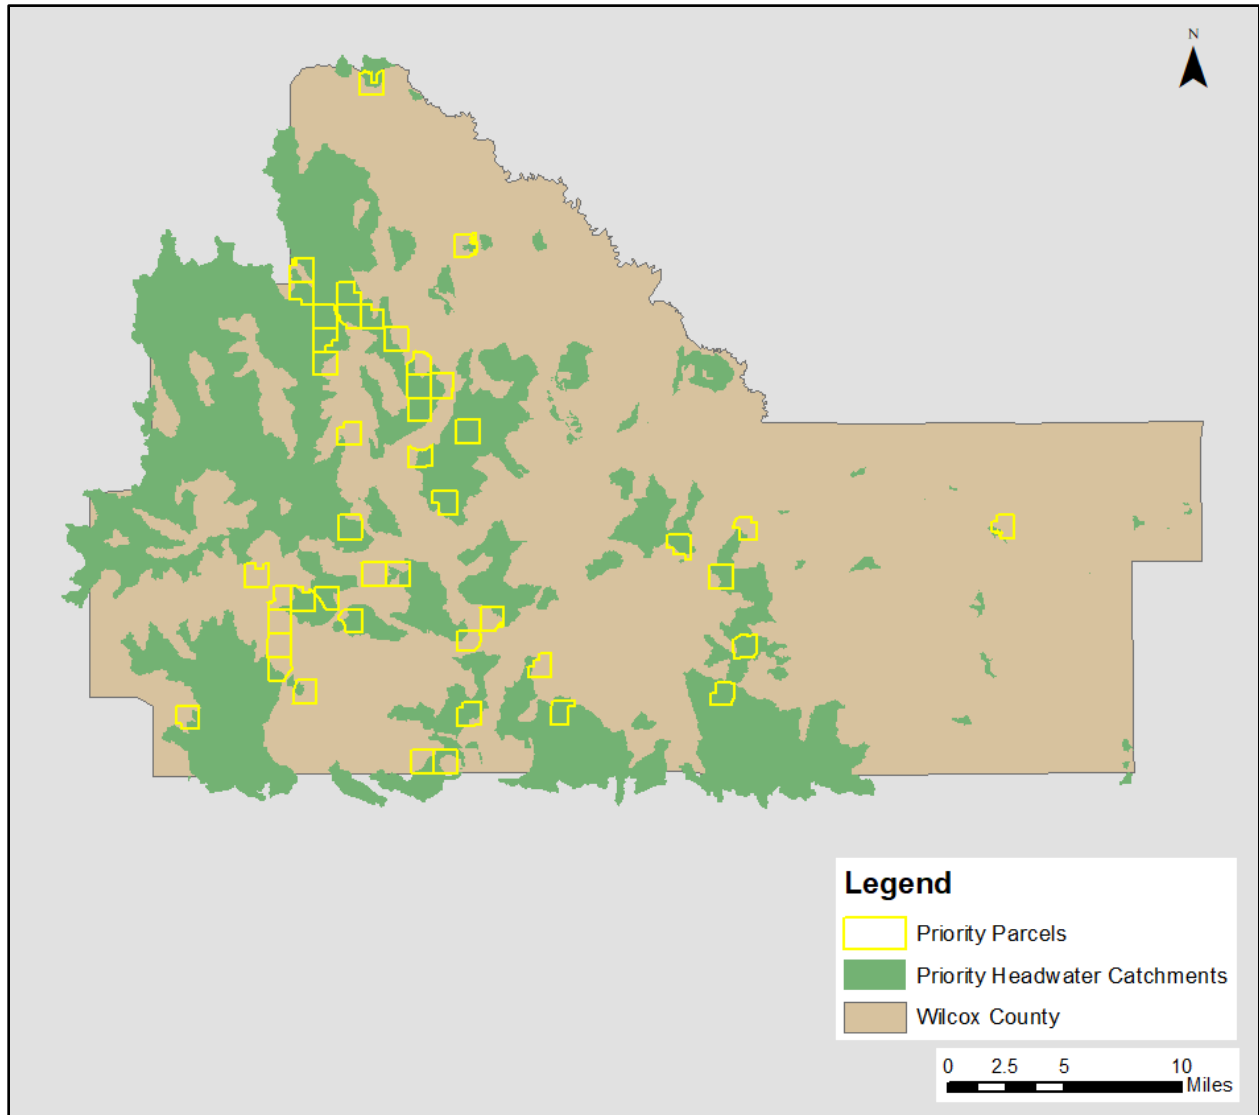 N
Legend
Priority Parcels
Priority Headwater Catchments
Wilcox County
0 2.5 5 10
Miles